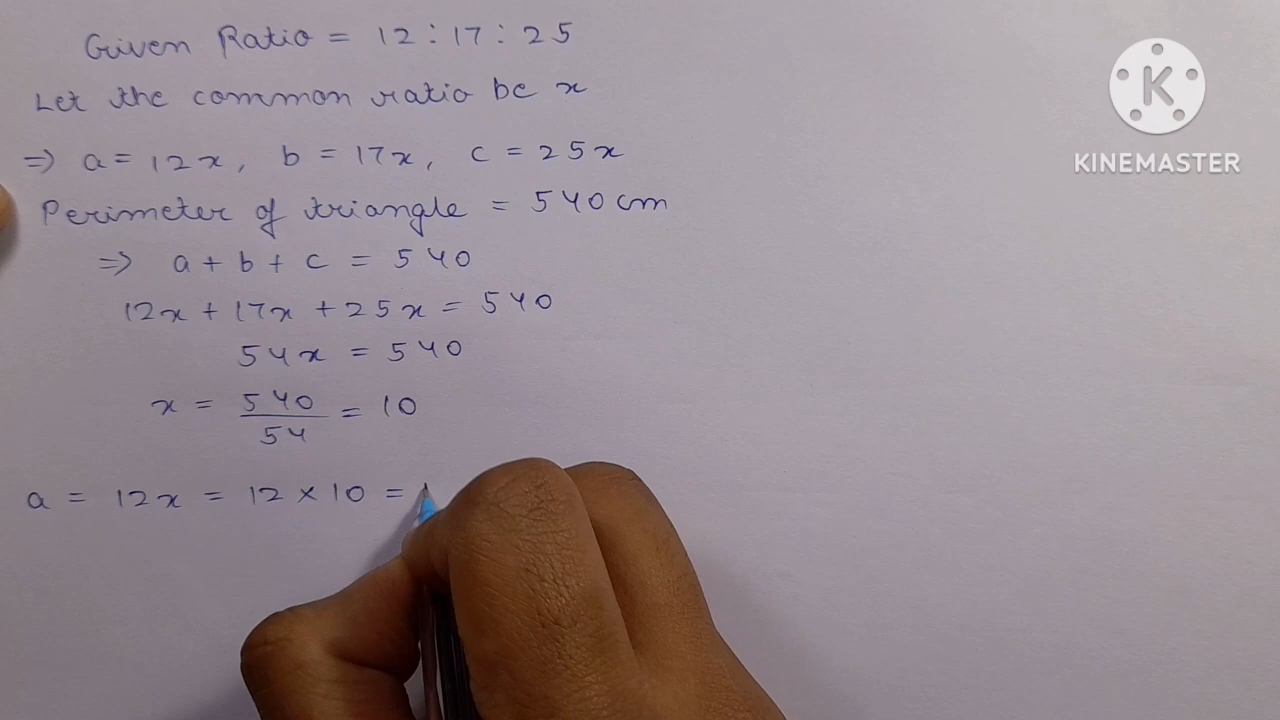 Given Ratio = 12 : 17 : 25
Let the common ratio be x
⇒ a = 12x, b = 17x, c = 25x
Perimeter of triangle = 540 cm
⇒ a + b + c = 540
12x + 17x + 25x = 540
54x = 540
x = 540/54 = 10
a = 12x = 12 × 10 =
K
KINEMASTER